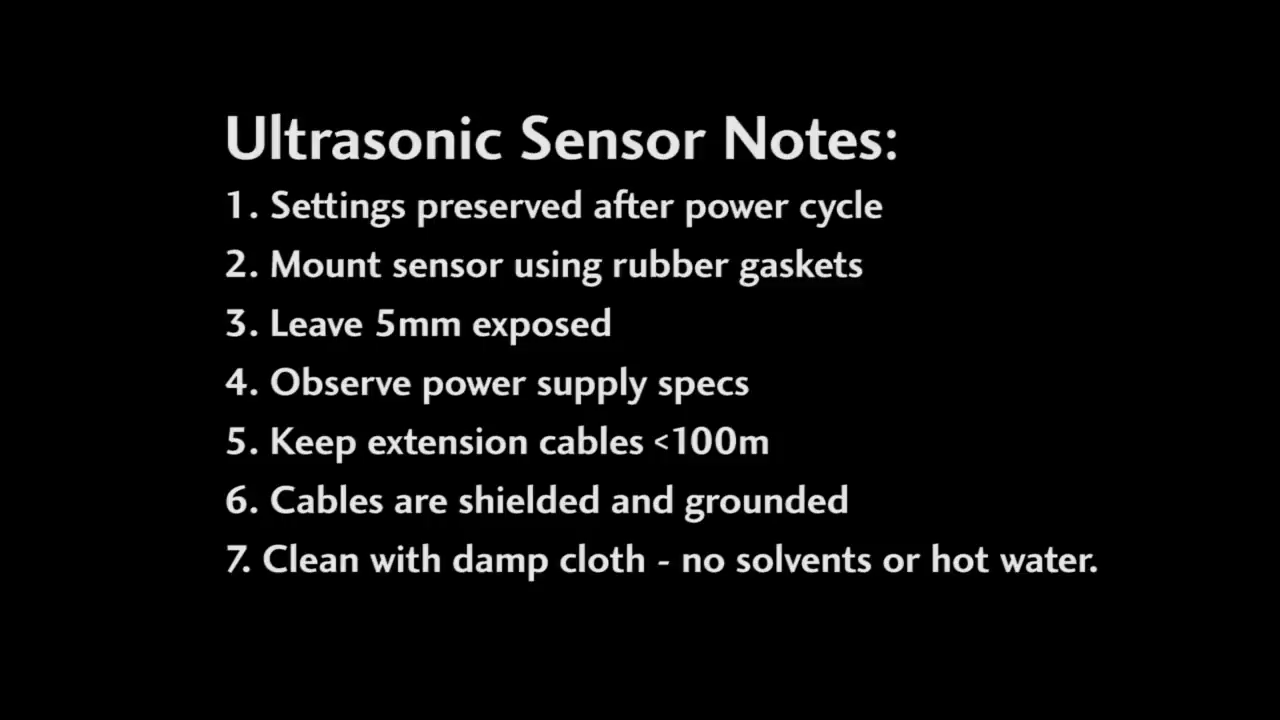 Ultrasonic Sensor Notes:
1. Settings preserved after power cycle
2. Mount sensor using rubber gaskets
3. Leave 5mm exposed
4. Observe power supply specs
5. Keep extension cables <100m
6. Cables are shielded and grounded
7. Clean with damp cloth - no solvents or hot water.